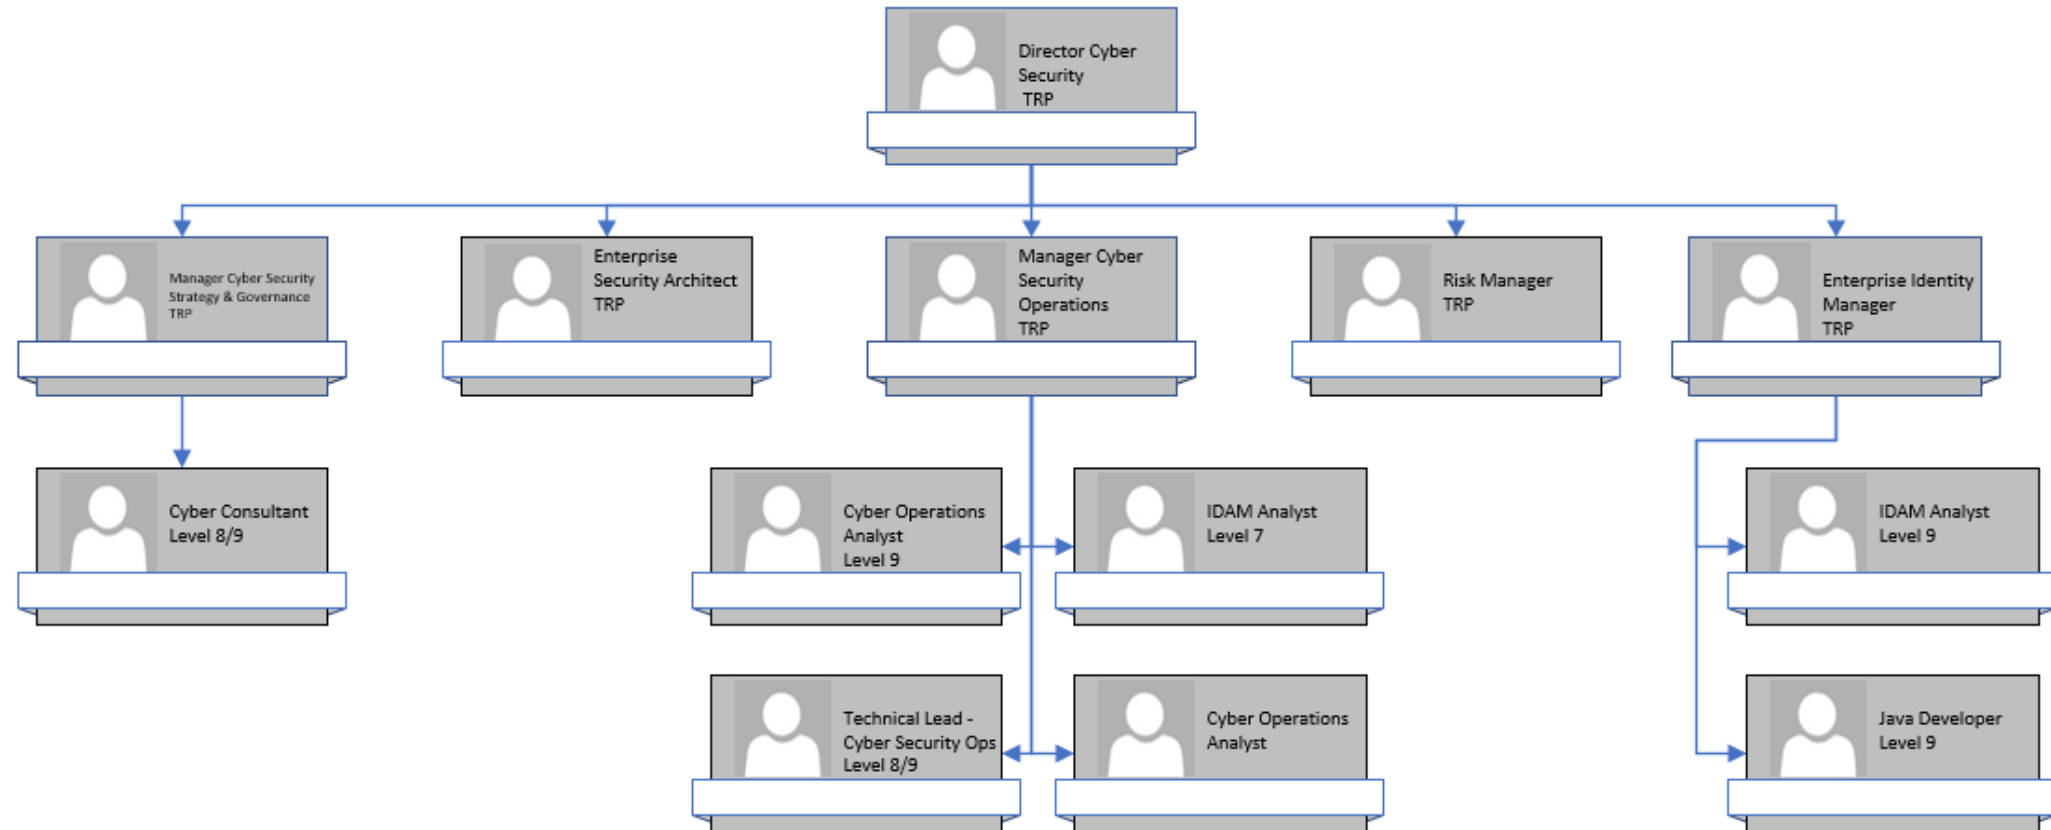 Director Cyber
Security
TRP
Manager Cyber Security
Strategy & Governance
TRP
Enterprise
Security Architect
TRP
Manager Cyber
Security
Operations
TRP
Risk Manager
TRP
Enterprise Identity
Manager
TRP
Cyber Consultant
Level 8/9
Cyber Operations
Analyst
Level 9
IDAM Analyst
Level 7
IDAM Analyst
Level 9
Technical Lead -
Cyber Security Ops
Level 8/9
Cyber Operations
Analyst
Java Developer
Level 9